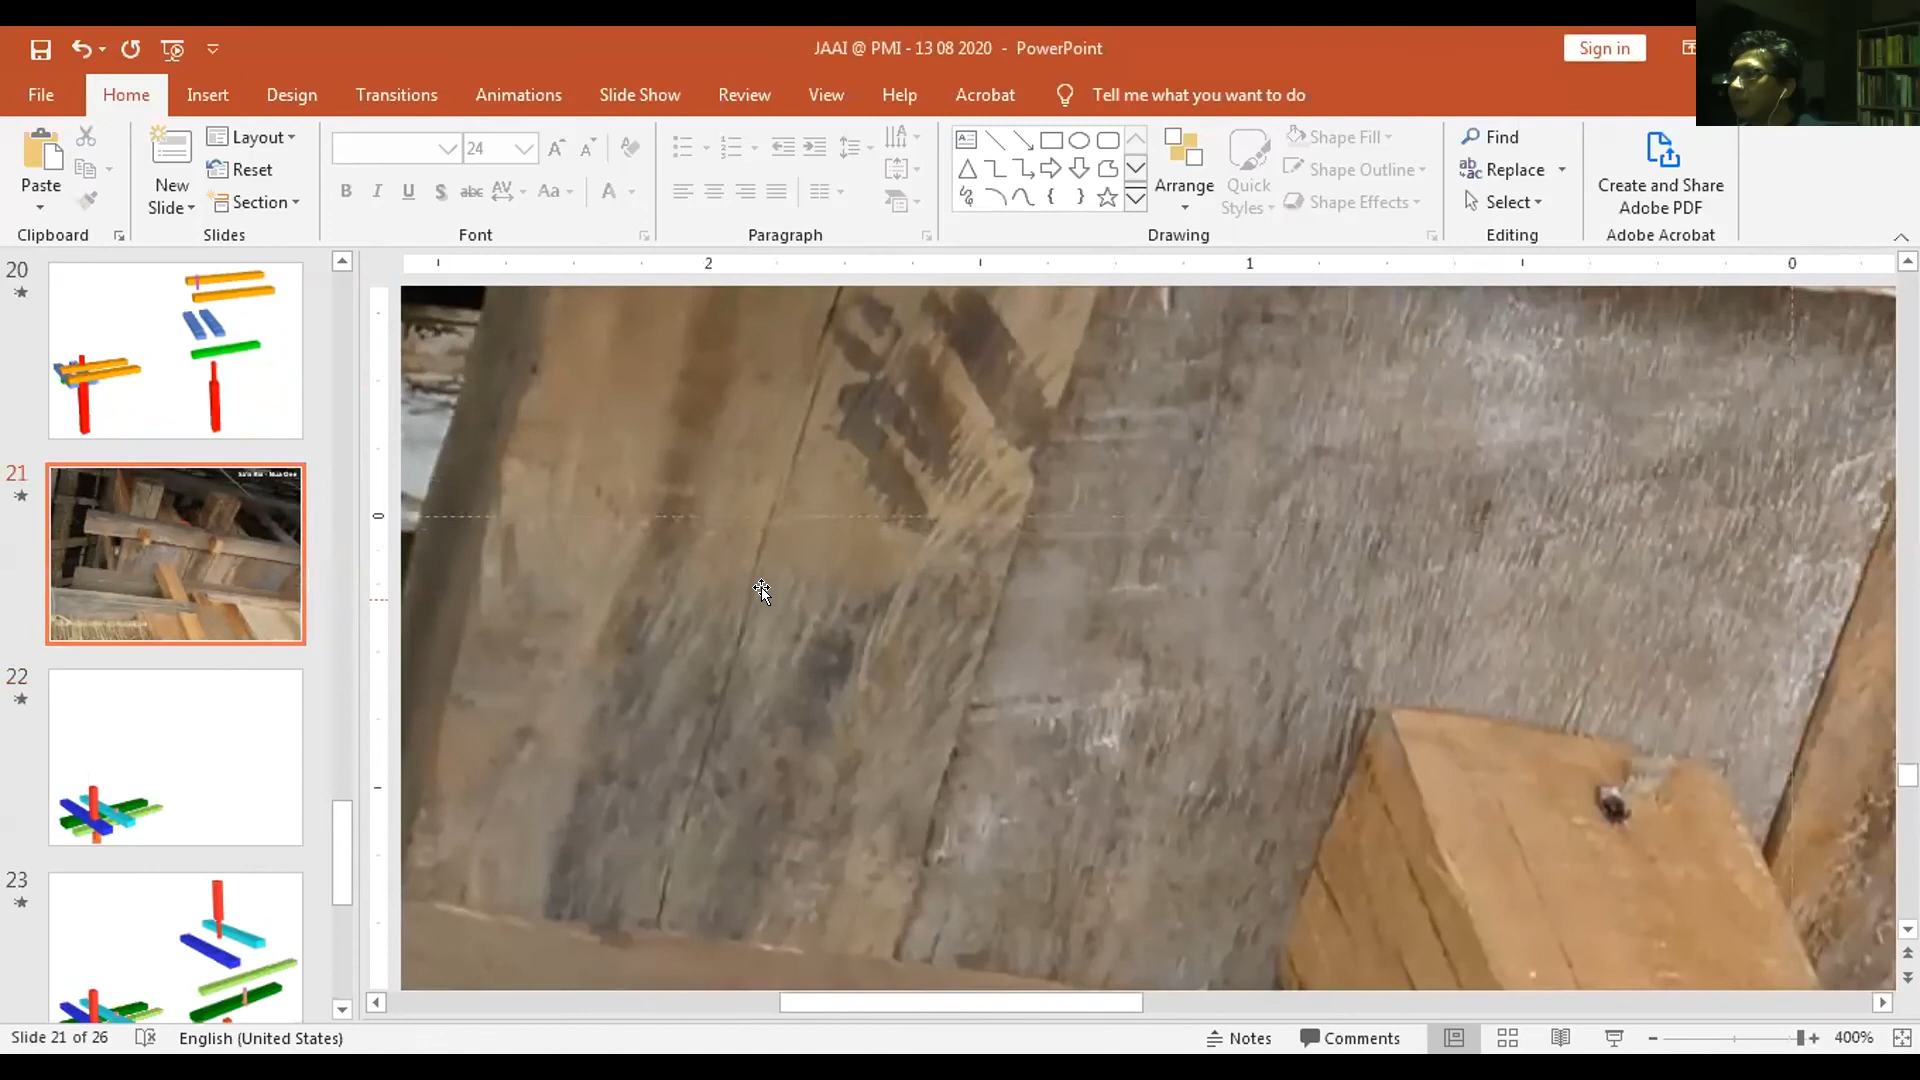 JAAI @ PMI - 13 08 2020 - PowerPoint
Sign in
File
Home
Insert
Design
Transitions
Animations
Slide Show
Review
View
Help
Acrobat
Tell me what you want to do
Paste
Clipboard
New Slide
Layout
Reset
Section
Slides
24
B I U S abc AV Aa A
Font
Paragraph
Arrange
Quick Styles
Shape Fill
Shape Outline
Shape Effects
Drawing
Find
Replace
Select
Editing
Create and Share Adobe PDF
Adobe Acrobat
20
21
22
23
2 1 0
0
Slide 21 of 26
English (United States)
Notes
Comments
400%